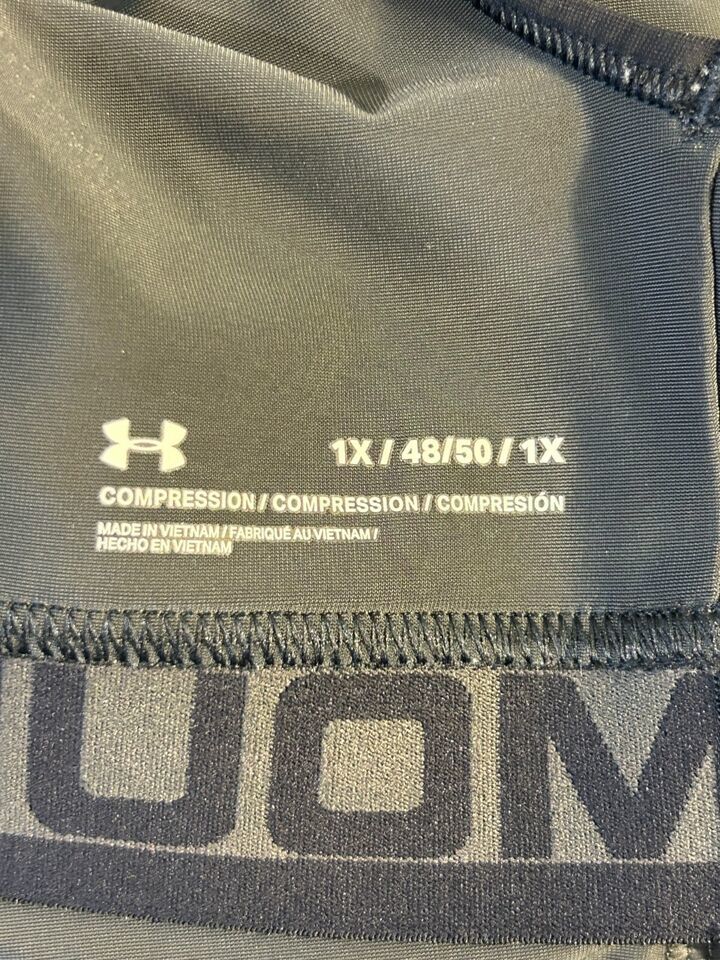 1X / 48/50 / 1X
COMPRESSION / COMPRESSION / COMPRESIÓN
MADE IN VIETNAM / FABRIQUÉ AU VIETNAM /
HECHO EN VIETNAM
UOM